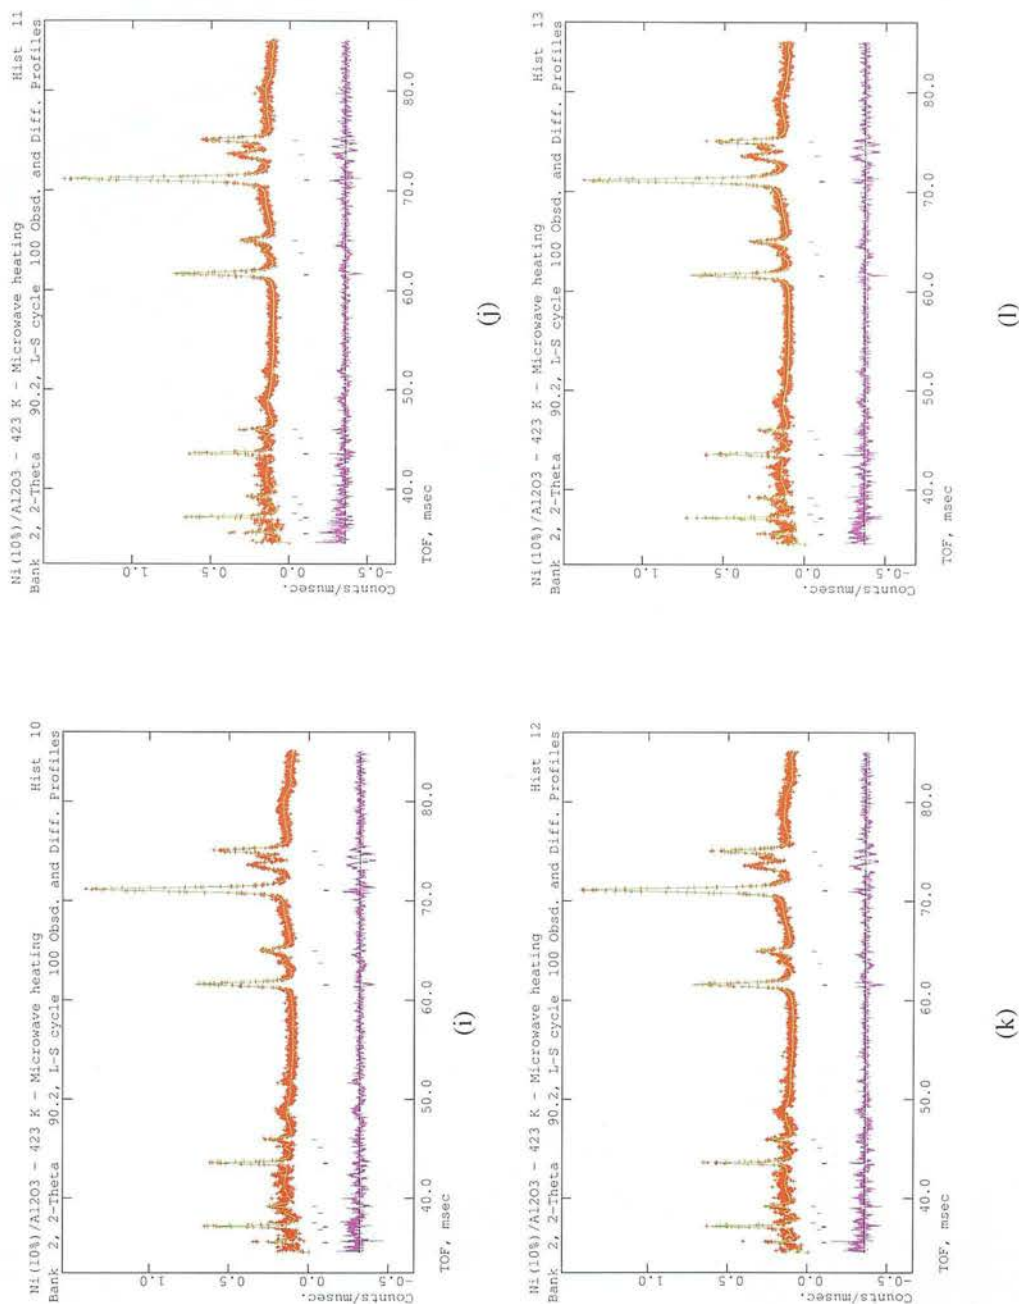 Ni(10%)/Al2O3 - 423 K - Microwave heating Hist 10
Bank 2, 2-Theta 90.2, L-S cycle 100 Obsd. and Diff. Profiles
Counts/musec.
1.0
0.5
0.0
-0.5
40.0 50.0 60.0 70.0 80.0
TOF, msec
(i)
Ni(10%)/Al2O3 - 423 K - Microwave heating Hist 11
Bank 2, 2-Theta 90.2, L-S cycle 100 Obsd. and Diff. Profiles
Counts/musec.
1.0
0.5
0.0
-0.5
40.0 50.0 60.0 70.0 80.0
TOF, msec
(j)
Ni(10%)/Al2O3 - 423 K - Microwave heating Hist 12
Bank 2, 2-Theta 90.2, L-S cycle 100 Obsd. and Diff. Profiles
Counts/musec.
1.0
0.5
0.0
-0.5
40.0 50.0 60.0 70.0 80.0
TOF, msec
(k)
Ni(10%)/Al2O3 - 423 K - Microwave heating Hist 13
Bank 2, 2-Theta 90.2, L-S cycle 100 Obsd. and Diff. Profiles
Counts/musec.
1.0
0.5
0.0
-0.5
40.0 50.0 60.0 70.0 80.0
TOF, msec
(l)